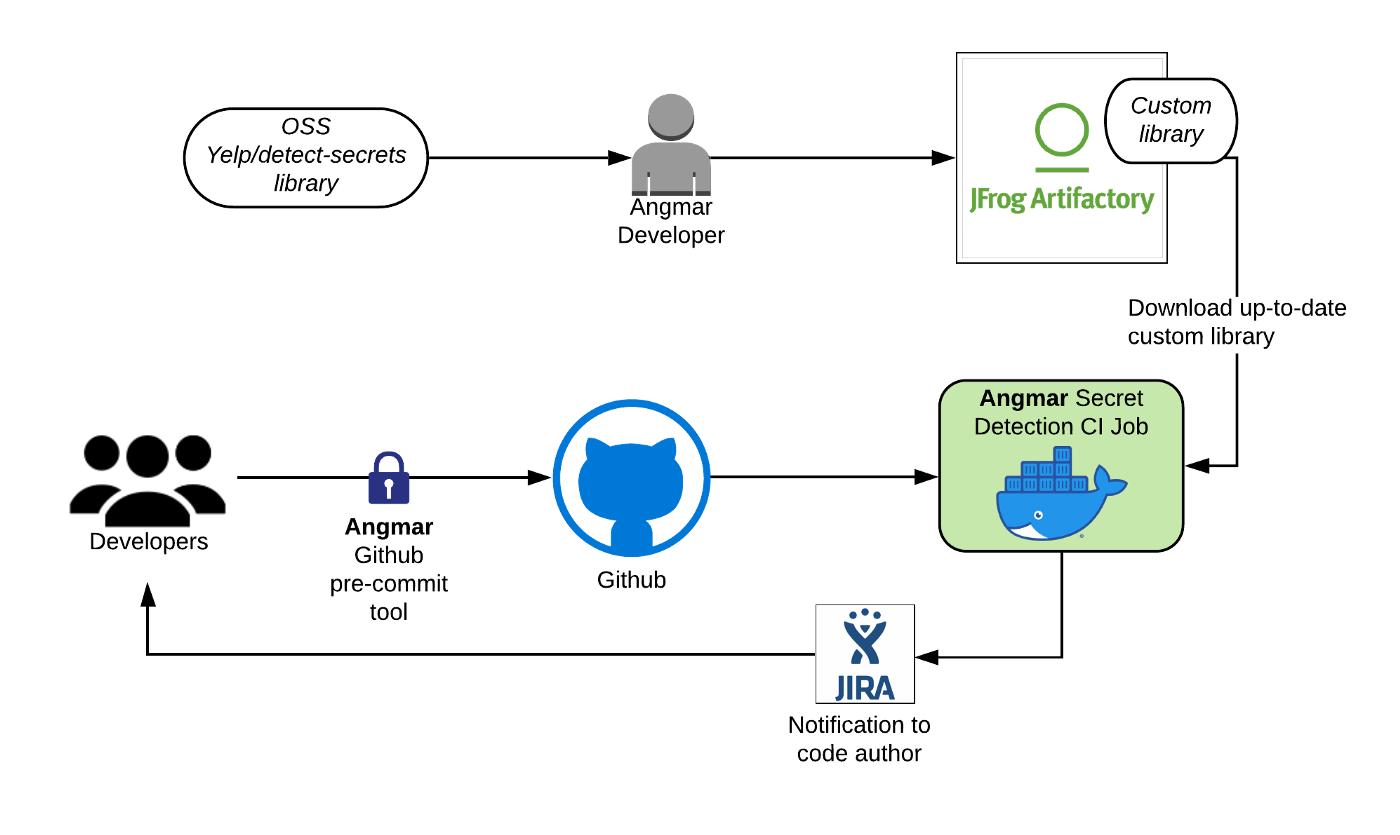 OSS
Yelp/detect-secrets
library
Angmar
Developer
Custom
library
JFrog Artifactory
Download up-to-date
custom library
Angmar Secret
Detection CI Job
Developers
Angmar
Github
pre-commit
tool
Github
JIRA
Notification to
code author